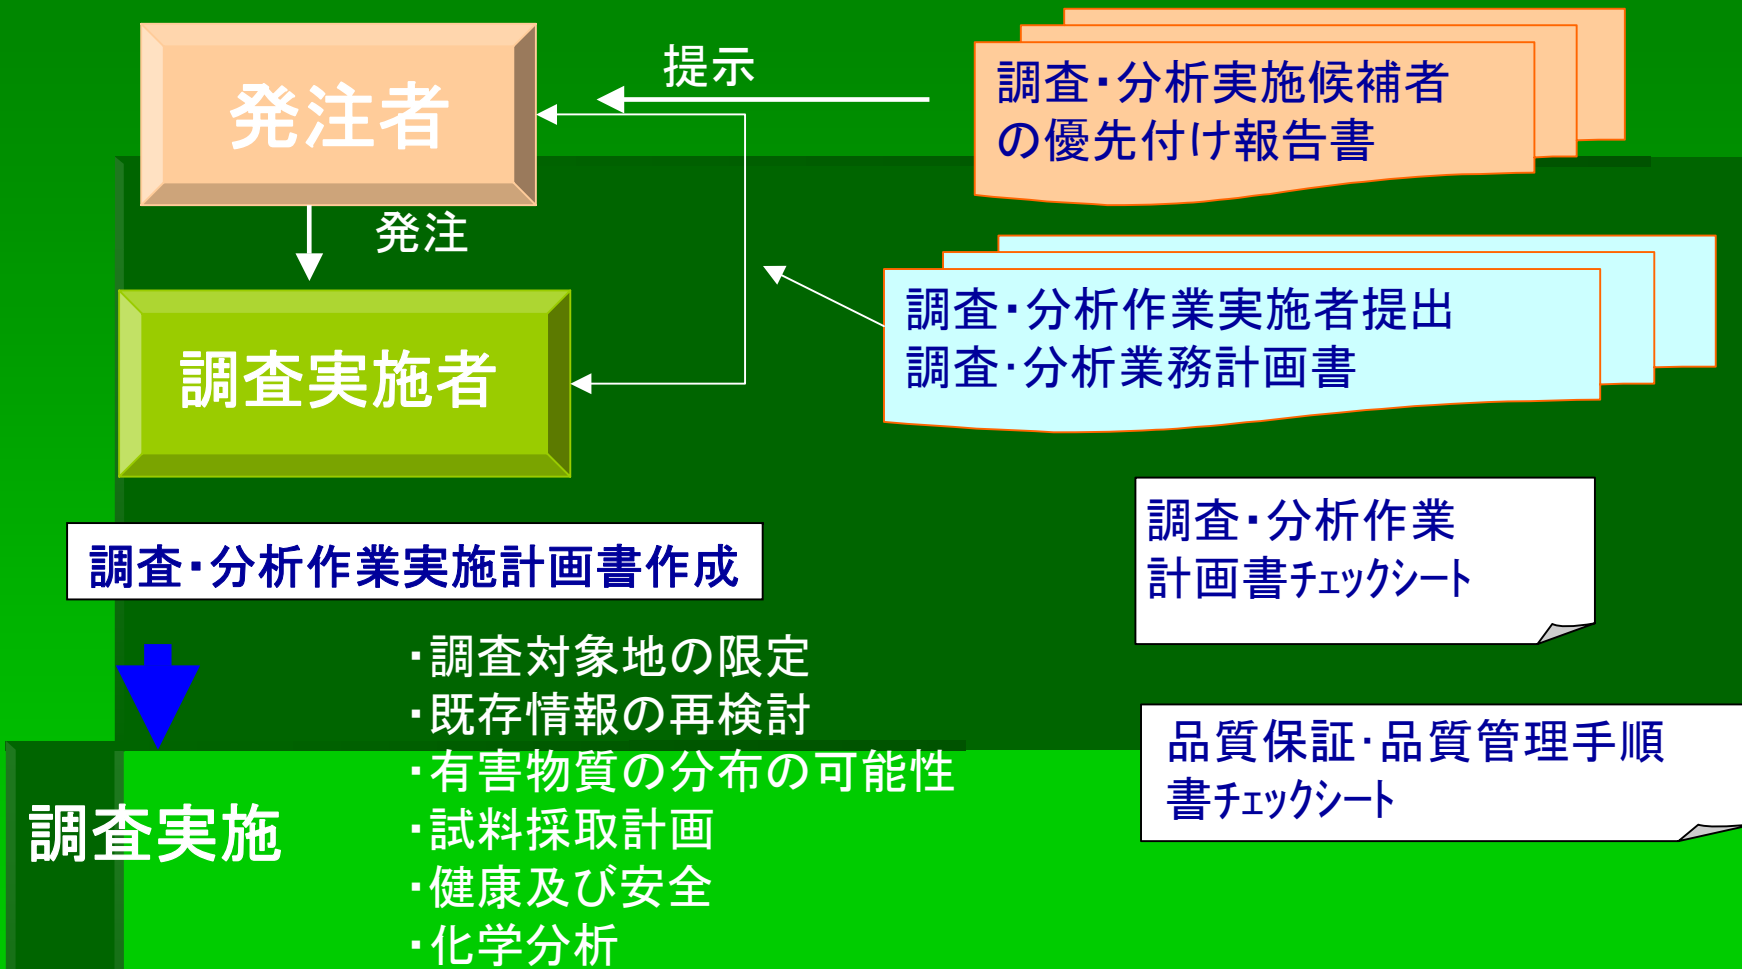 発注者
提示
調査・分析実施候補者
の優先付け報告書
発注
調査・分析作業実施者提出
調査・分析業務計画書
調査実施者
調査・分析作業
計画書チェックシート
調査・分析作業実施計画書作成
・調査対象地の限定
・既存情報の再検討
・有害物質の分布の可能性
・試料採取計画
・健康及び安全
・化学分析
品質保証・品質管理手順
書チェックシート
調査実施